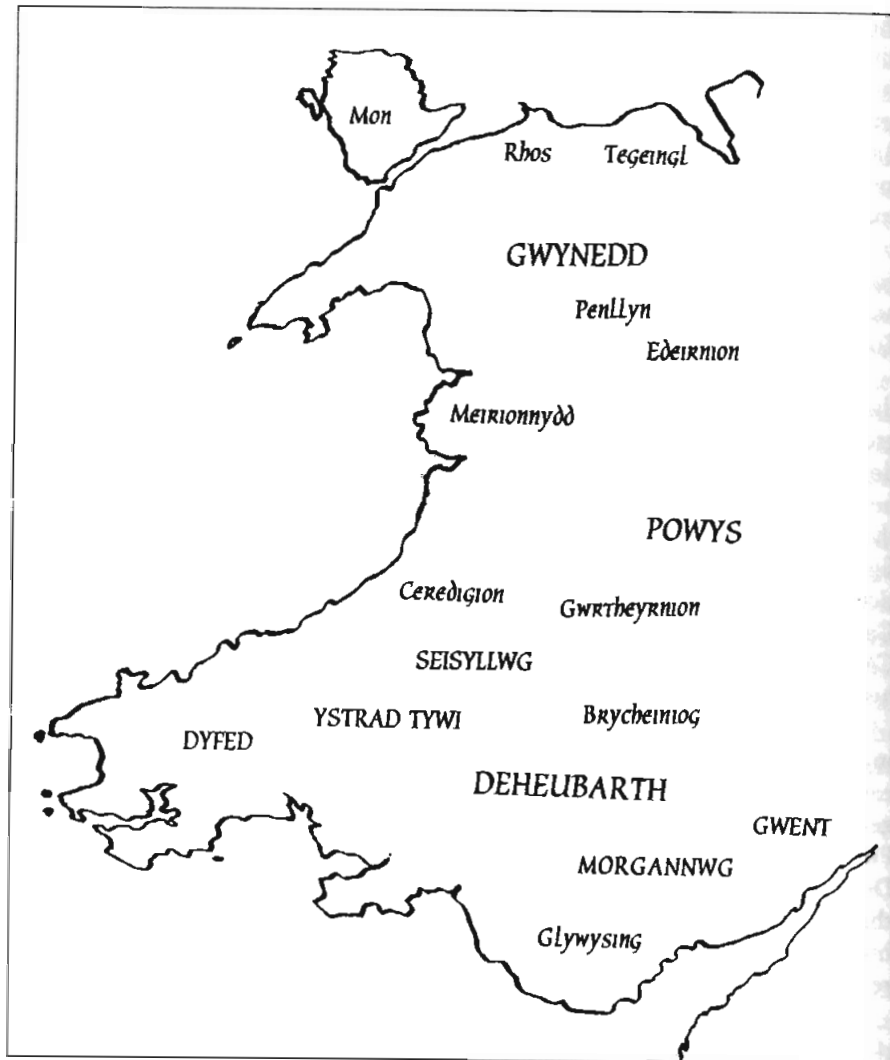 Mon
Rhos
Tegeingl
GWYNEDD
Penllyn
Edeirnion
Meirionnydd
POWYS
Ceredigion
Gwrtheyrnion
SEISYLLWG
Brycheiniog
YSTRAD TYWI
DYFED
DEHEUBARTH
GWENT
MORGANNWG
Glywysing